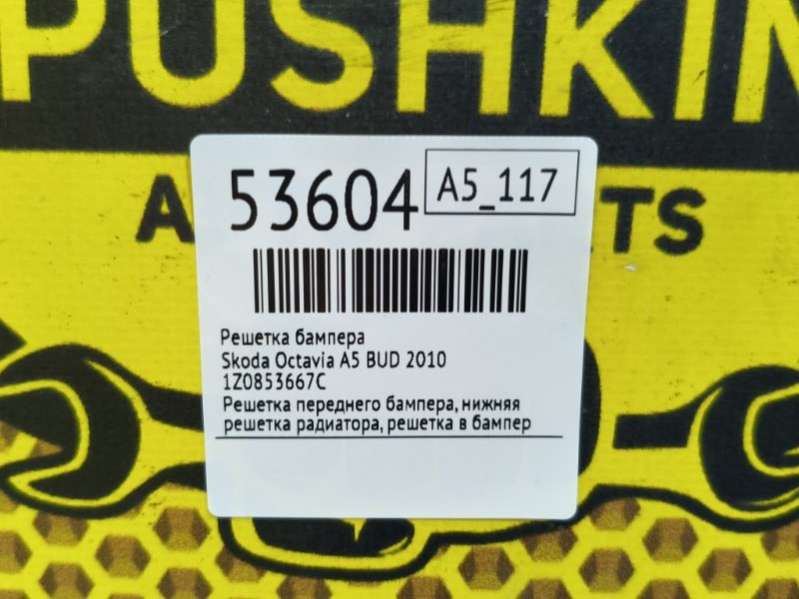 PUSHKIN
53604
A5_117
TS
Решетка бампера
Skoda Octavia A5 BUD 2010
1Z0853667C
Решетка переднего бампера, нижняя
решетка радиатора, решетка в бампер